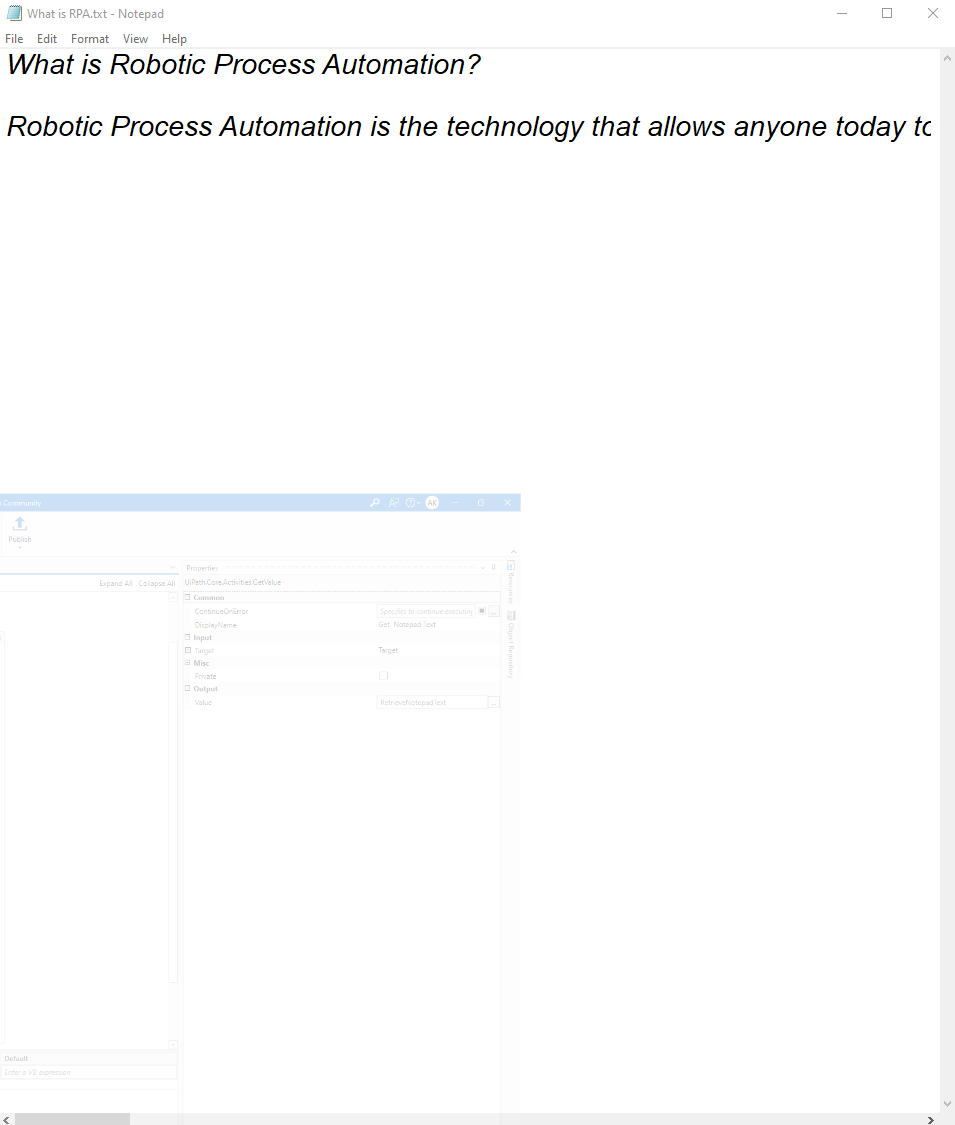 What is RPA.txt - Notepad
File Edit Format View Help
What is Robotic Process Automation?
Robotic Process Automation is the technology that allows anyone today to
Community
AK
Publish
Expand All Collapse All
Properties
UiPath.Core.Activities.GetValue
Common
ContinueOnError Specifies to continue executing ...
DisplayName Get Notepad Text
Input
Target Target
Misc
Private
Output
Value RetrieveNotepadText ...
Resources
Object Repository
Default
Enter a VB expression